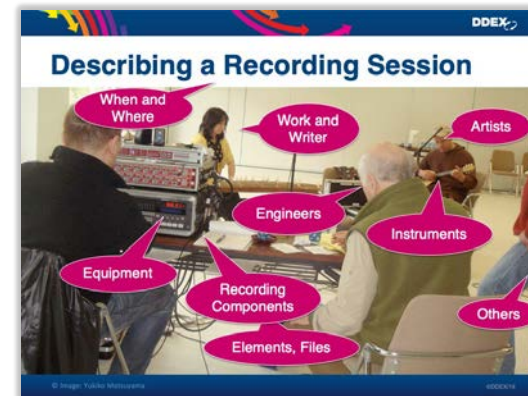 DDEX
Describing a Recording Session
When and
Where
Work and
Writer
Artists
Engineers
Instruments
Equipment
Recording
Components
Others
Elements, Files
© Image: Yukiko Matsuyama